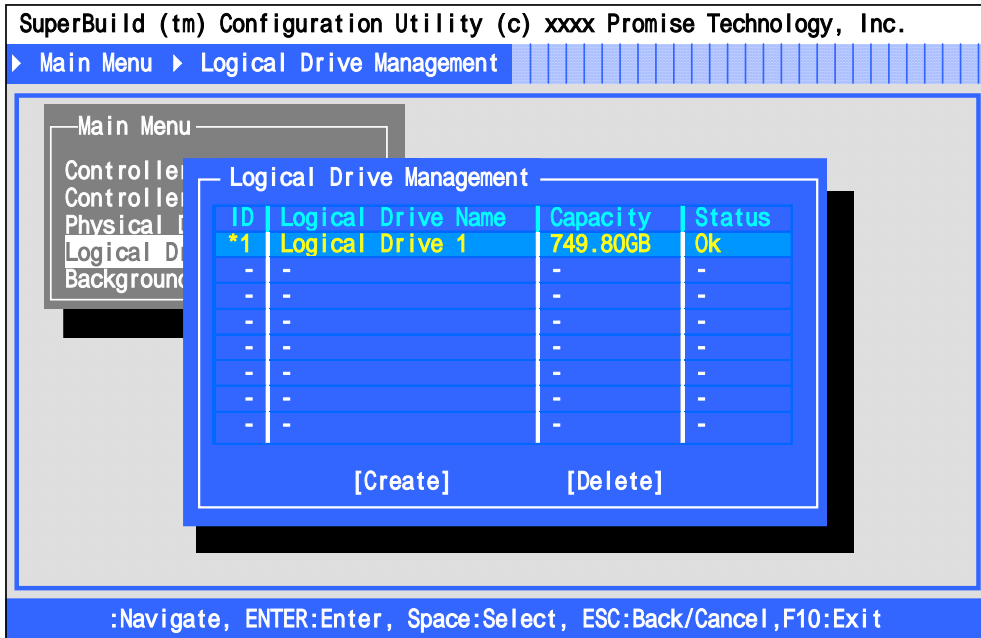 SuperBuild (tm) Configuration Utility (c) xxxx Promise Technology, Inc.
Main Menu Logical Drive Management
Main Menu
Controller
Controller
Physical D
Logical Dr
Background
Logical Drive Management
ID Logical Drive Name Capacity Status
*1 Logical Drive 1 749.80GB Ok
- - - -
- - - -
- - - -
- - - -
- - - -
- - - -
- - - -
[Create] [Delete]
:Navigate, ENTER:Enter, Space:Select, ESC:Back/Cancel,F10:Exit